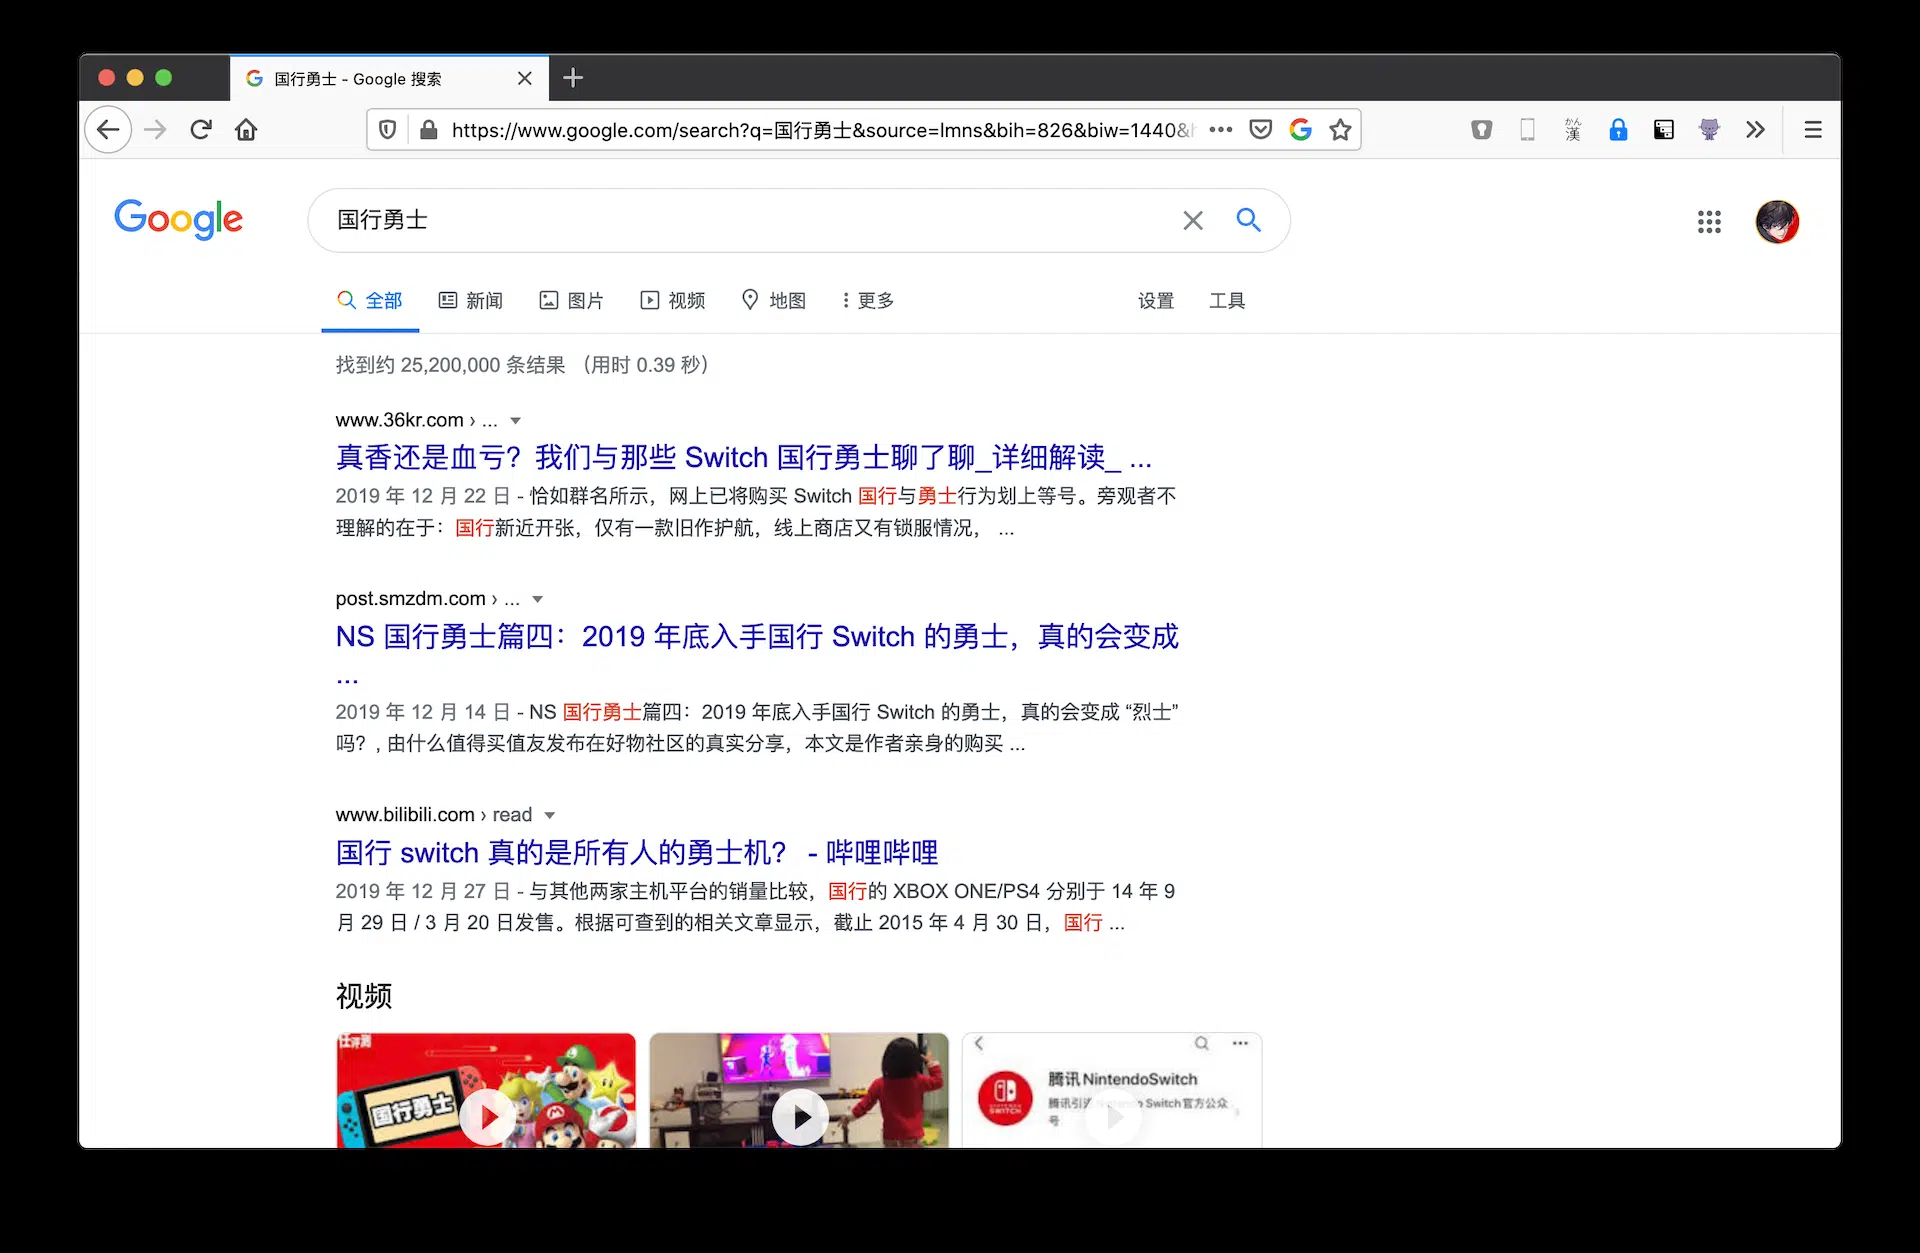 国行勇士 - Google 搜索
https://www.google.com/search?q=国行勇士&source=lmns&bih=826&biw=1440&h
かん
漢
Google
国行勇士
全部 新闻 图片 视频 地图 更多 设置 工具
找到约 25,200,000 条结果 (用时 0.39 秒)
www.36kr.com › ...
真香还是血亏?我们与那些 Switch 国行勇士聊了聊_详细解读_ ...
2019 年 12 月 22 日 - 恰如群名所示,网上已将购买 Switch 国行与勇士行为划上等号。旁观者不
理解的在于:国行新近开张,仅有一款旧作护航,线上商店又有锁服情况, ...
post.smzdm.com › ...
NS 国行勇士篇四:2019 年底入手国行 Switch 的勇士,真的会变成
...
2019 年 12 月 14 日 - NS 国行勇士篇四:2019 年底入手国行 Switch 的勇士,真的会变成 “烈士”
吗?, 由什么值得买值友发布在好物社区的真实分享,本文是作者亲身的购买 ...
www.bilibili.com › read
国行 switch 真的是所有人的勇士机? - 哔哩哔哩
2019 年 12 月 27 日 - 与其他两家主机平台的销量比较,国行的 XBOX ONE/PS4 分别于 14 年 9
月 29 日 / 3 月 20 日发售。根据可查到的相关文章显示,截止 2015 年 4 月 30 日,国行 ...
视频
国行勇士
腾讯NintendoSwitch
SWITCH
Switch官方公众
号